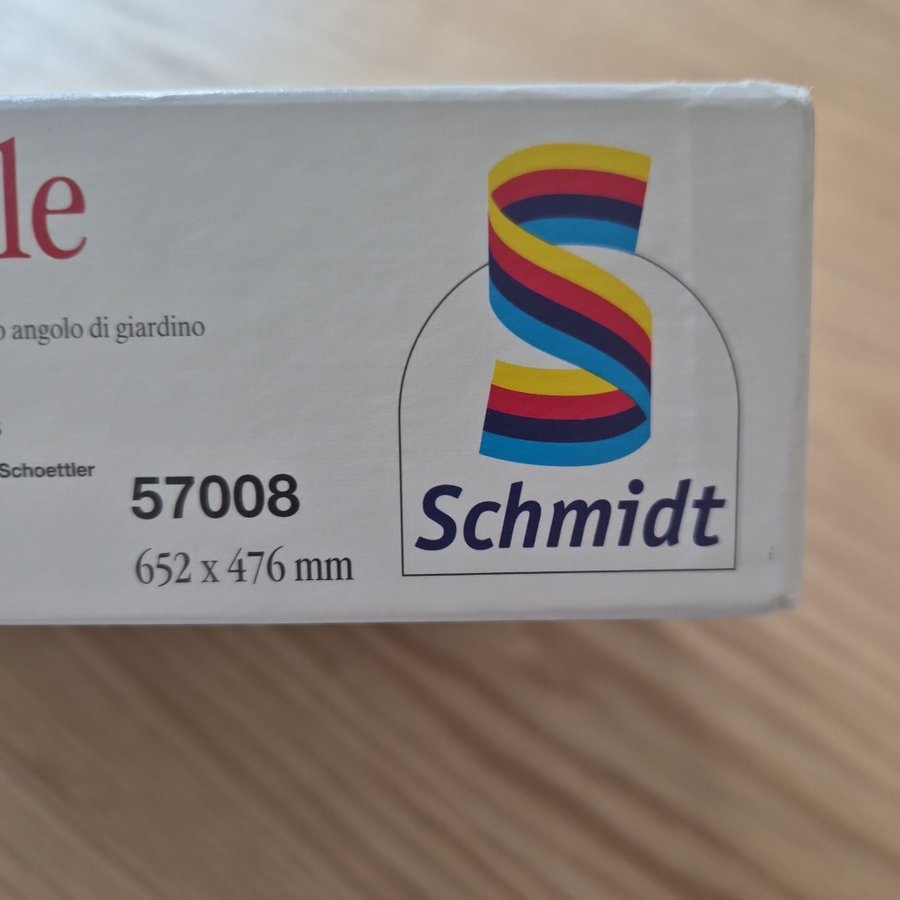 le
o angolo di giardino
Schoettler
57008
652 x 476 mm
Schmidt